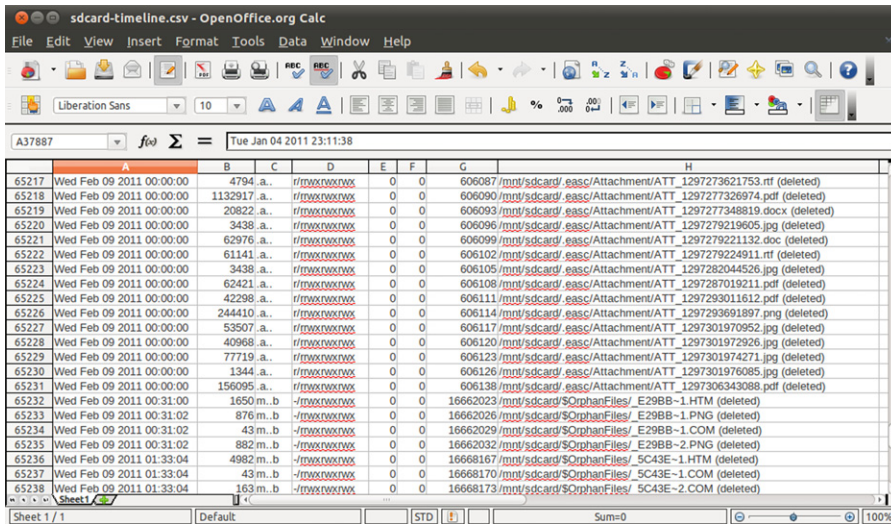 sdcard-timeline.csv - OpenOffice.org Calc
File Edit View Insert Format Tools Data Window Help
Liberation Sans 10
A37887 f(x) Σ = Tue Jan 04 2011 23:11:38
A B C D E F G H
65217 Wed Feb 09 2011 00:00:00 4794 .a.. r/rrwxrwxrwx 0 0 606087 /mnt/sdcard/.easc/Attachment/ATT_1297273621753.rtf (deleted)
65218 Wed Feb 09 2011 00:00:00 1132917 .a.. r/rrwxrwxrwx 0 0 606090 /mnt/sdcard/.easc/Attachment/ATT_1297277326974.pdf (deleted)
65219 Wed Feb 09 2011 00:00:00 20822 .a.. r/rrwxrwxrwx 0 0 606093 /mnt/sdcard/.easc/Attachment/ATT_1297277348819.docx (deleted)
65220 Wed Feb 09 2011 00:00:00 3438 .a.. r/rrwxrwxrwx 0 0 606096 /mnt/sdcard/.easc/Attachment/ATT_1297279219605.jpg (deleted)
65221 Wed Feb 09 2011 00:00:00 62976 .a.. r/rrwxrwxrwx 0 0 606099 /mnt/sdcard/.easc/Attachment/ATT_1297279221132.doc (deleted)
65222 Wed Feb 09 2011 00:00:00 61141 .a.. r/rrwxrwxrwx 0 0 606102 /mnt/sdcard/.easc/Attachment/ATT_1297279224911.rtf (deleted)
65223 Wed Feb 09 2011 00:00:00 3438 .a.. r/rrwxrwxrwx 0 0 606105 /mnt/sdcard/.easc/Attachment/ATT_1297282044526.jpg (deleted)
65224 Wed Feb 09 2011 00:00:00 62421 .a.. r/rrwxrwxrwx 0 0 606108 /mnt/sdcard/.easc/Attachment/ATT_1297287019211.pdf (deleted)
65225 Wed Feb 09 2011 00:00:00 42298 .a.. r/rrwxrwxrwx 0 0 606111 /mnt/sdcard/.easc/Attachment/ATT_1297293011612.pdf (deleted)
65226 Wed Feb 09 2011 00:00:00 244410 .a.. r/rrwxrwxrwx 0 0 606114 /mnt/sdcard/.easc/Attachment/ATT_1297293691897.png (deleted)
65227 Wed Feb 09 2011 00:00:00 53507 .a.. r/rrwxrwxrwx 0 0 606117 /mnt/sdcard/.easc/Attachment/ATT_1297301970952.jpg (deleted)
65228 Wed Feb 09 2011 00:00:00 40968 .a.. r/rrwxrwxrwx 0 0 606120 /mnt/sdcard/.easc/Attachment/ATT_1297301972926.jpg (deleted)
65229 Wed Feb 09 2011 00:00:00 77719 .a.. r/rrwxrwxrwx 0 0 606123 /mnt/sdcard/.easc/Attachment/ATT_1297301974271.jpg (deleted)
65230 Wed Feb 09 2011 00:00:00 1344 .a.. r/rrwxrwxrwx 0 0 606126 /mnt/sdcard/.easc/Attachment/ATT_1297301976085.jpg (deleted)
65231 Wed Feb 09 2011 00:00:00 156095 .a.. r/rrwxrwxrwx 0 0 606138 /mnt/sdcard/.easc/Attachment/ATT_1297306343088.pdf (deleted)
65232 Wed Feb 09 2011 00:31:00 1650 m..b -/rrwxrwxrwx 0 0 16662023 /mnt/sdcard/$OrphanFiles/_E29BB~1.HTM (deleted)
65233 Wed Feb 09 2011 00:31:02 876 m..b -/rrwxrwxrwx 0 0 16662026 /mnt/sdcard/$OrphanFiles/_E29BB~1.PNG (deleted)
65234 Wed Feb 09 2011 00:31:02 43 m..b -/rrwxrwxrwx 0 0 16662029 /mnt/sdcard/$OrphanFiles/_E29BB~1.COM (deleted)
65235 Wed Feb 09 2011 00:31:02 882 m..b -/rrwxrwxrwx 0 0 16662032 /mnt/sdcard/$OrphanFiles/_E29BB~2.PNG (deleted)
65236 Wed Feb 09 2011 01:33:04 4982 m..b -/rrwxrwxrwx 0 0 16668167 /mnt/sdcard/$OrphanFiles/_5C43E~1.HTM (deleted)
65237 Wed Feb 09 2011 01:33:04 43 m..b -/rrwxrwxrwx 0 0 16668170 /mnt/sdcard/$OrphanFiles/_5C43E~1.COM (deleted)
65238 Wed Feb 09 2011 01:33:04 163 m..b -/rrwxrwxrwx 0 0 16668173 /mnt/sdcard/$OrphanFiles/_5C43E~2.COM (deleted)
Sheet1
Sheet 1 / 1 Default STD Sum=0 100%